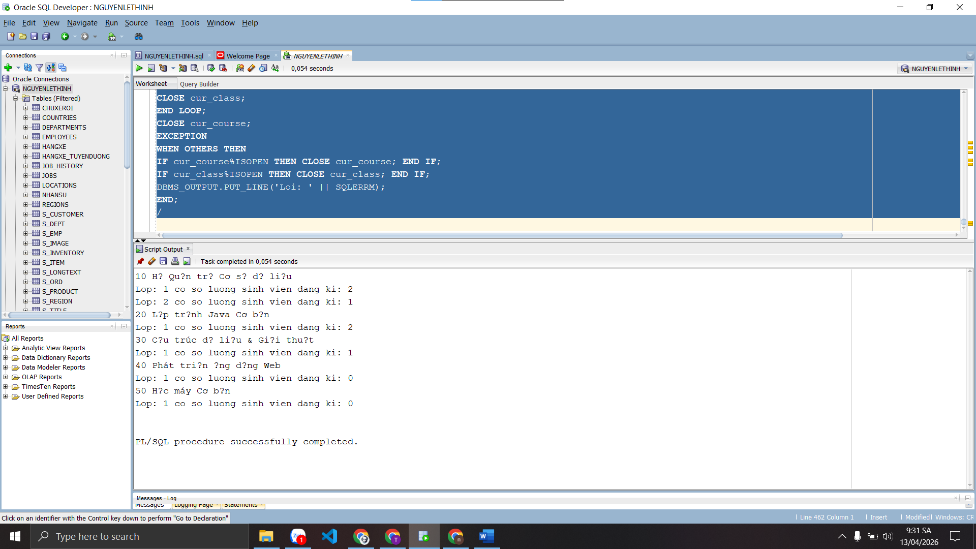 Oracle SQL Developer : NGUYENLETHINH
File Edit View Navigate Run Source Team Tools Window Help
Connections
Oracle Connections
NGUYENLETHINH
Tables (Filtered)
CHUXEROI
COUNTRIES
DEPARTMENTS
EMPLOYEES
HANGXE
HANGXE_TUYENDUONG
JOB_HISTORY
JOBS
LOCATIONS
NHANSU
REGIONS
S_CUSTOMER
S_DEPT
S_EMP
S_IMAGE
S_INVENTORY
S_ITEM
S_LONGTEXT
S_ORD
S_PRODUCT
S_REGION
S_TITLE
Reports
All Reports
Analytic View Reports
Data Dictionary Reports
Data Modeler Reports
OLAP Reports
TimesTen Reports
User Defined Reports
NGUYENLETHINH.sql Welcome Page NGUYENLETHINH
0,054 seconds
NGUYENLETHINH
Worksheet Query Builder
CLOSE cur_class;
END LOOP;
CLOSE cur_course;
EXCEPTION
WHEN OTHERS THEN
IF cur_course%ISOPEN THEN CLOSE cur_course; END IF;
IF cur_class%ISOPEN THEN CLOSE cur_class; END IF;
DBMS_OUTPUT.PUT_LINE('Loi: ' || SQLERRM);
END;
/
Script Output
Task completed in 0,054 seconds
10 H? Qu?n tr? Co s? d? li?u
Lop: 1 co so luong sinh vien dang ki: 2
Lop: 2 co so luong sinh vien dang ki: 1
20 L?p tr?nh Java Cơ b?n
Lop: 1 co so luong sinh vien dang ki: 2
30 C?u trúc d? li?u & Gi?i thu?t
Lop: 1 co so luong sinh vien dang ki: 1
40 Phát tri?n ?ng d?ng Web
Lop: 1 co so luong sinh vien dang ki: 0
50 H?c máy Cơ b?n
Lop: 1 co so luong sinh vien dang ki: 0
PL/SQL procedure successfully completed.
Messages - Log
Messages Logging Page Statements
Click on an identifier with the Control key down to perform "Go to Declaration"
Line 462 Column 1 Insert Modified Windows: CR
Type here to search
9:31 SA
13/04/2026